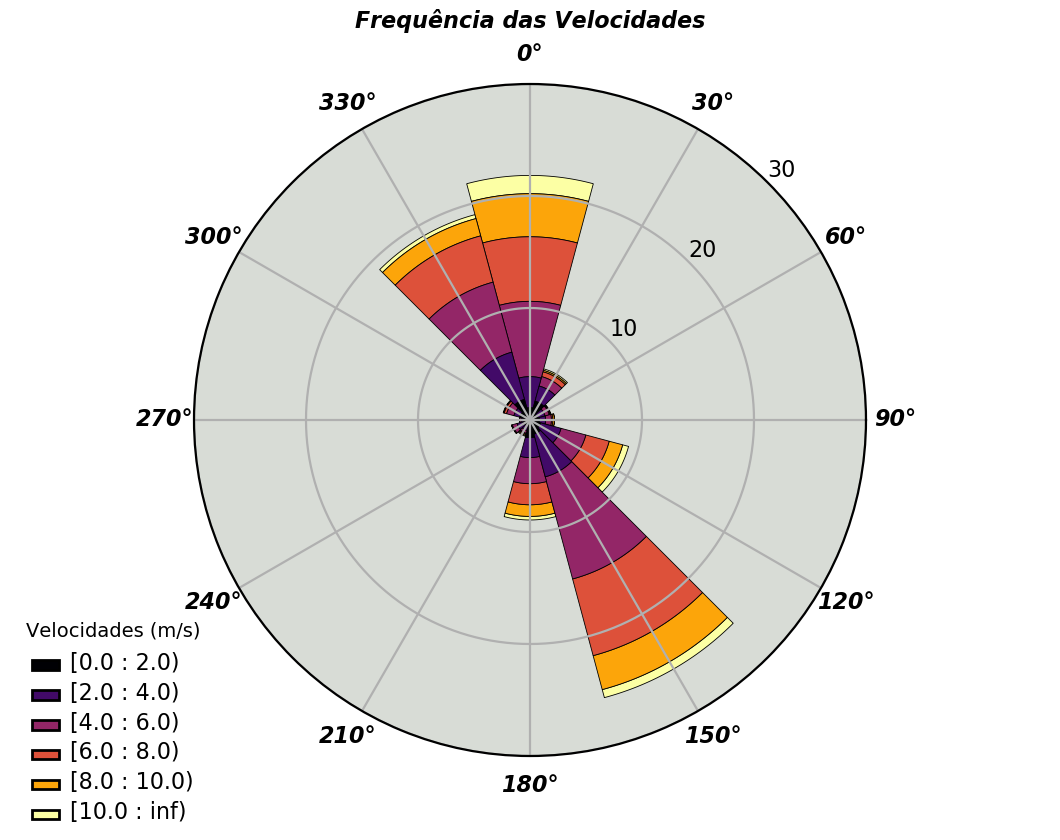 Frequência das Velocidades
0°
330°
30°
30
300°
60°
20
10
270°
90°
240°
120°
210°
150°
180°
Velocidades (m/s)
[0.0 : 2.0)
[2.0 : 4.0)
[4.0 : 6.0)
[6.0 : 8.0)
[8.0 : 10.0)
[10.0 : inf)